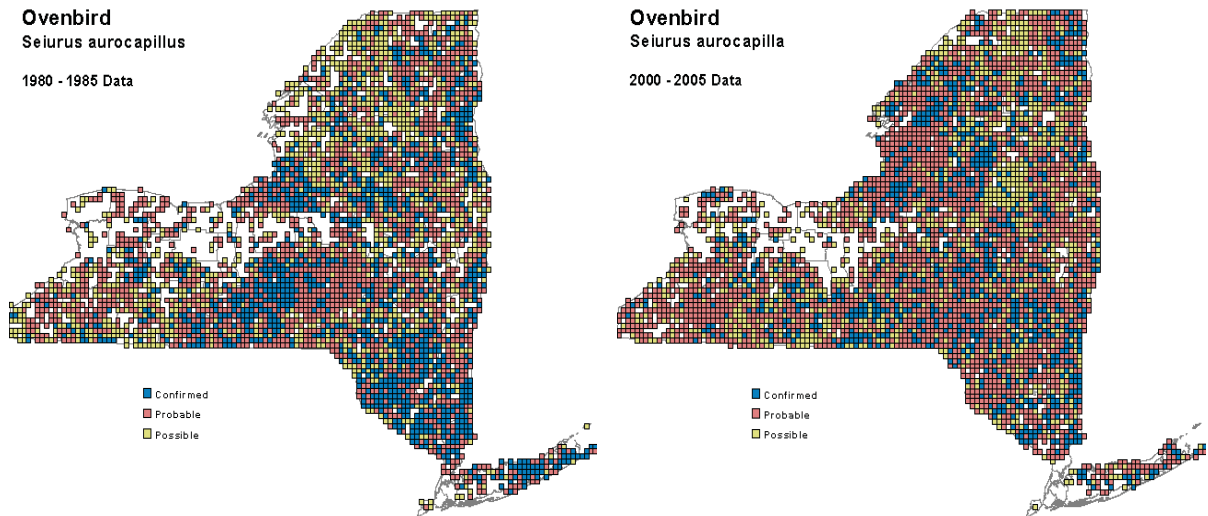 Ovenbird
Seiurus aurocapillus
1980 - 1985 Data
Confirmed
Probable
Possible
Ovenbird
Seiurus aurocapilla
2000 - 2005 Data
Confirmed
Probable
Possible